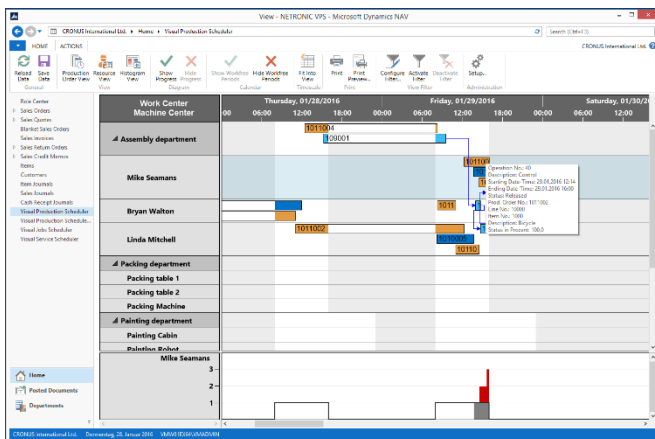 View - NETRONIC VPS - Microsoft Dynamics NAV
CRONUS International Ltd. Home Visual Production Scheduler
Search (Ctrl+F3)
HOME ACTIONS
CRONUS International Ltd.
Reload Data Save Data Production Order View Resource View Histogram View Show Progress Hide Progress Show Workfree Periods Hide Workfree Periods Fit Into View Print Print Preview... Configure Filter... Activate Filter Deactivate Filter Setup...
General View Diagram Calendar Timescale Print View Filter Administration
Role Center
Sales Orders
Sales Quotes
Blanket Sales Orders
Sales Invoices
Sales Return Orders
Sales Credit Memos
Items
Customers
Item Journals
Sales Journals
Cash Receipt Journals
Visual Production Scheduler
Visual Production Schedule...
Visual Jobs Scheduler
Visual Service Scheduler
Home
Posted Documents
Departments
Work Center
Machine Center
Thursday, 01/28/2016 Friday, 01/29/2016 Saturday, 01/30/20
00 06:00 12:00 18:00 00:00 06:00 12:00 18:00 00:00 06:00 12:00
Assembly department
1011004
109001
Mike Seamans
101100
Operation No.: 40
Description: Control
Ending Date-Time: 29.01.2016 16:00
Status: Released
Prod. Order No.: 1011002
Line No.: 10000
Item No.: 1000
Description: Bicycle
Status in Present: 100.0
Bryan Walton
1011
Linda Mitchell
1011002
1010005
10110
Packing department
Packing table 1
Packing table 2
Packing Machine
Painting department
Painting Cabin
Painting Robot
Mike Seamans
3
2
1
CRONUS International Ltd. Donnerstag, 28. Januar 2016